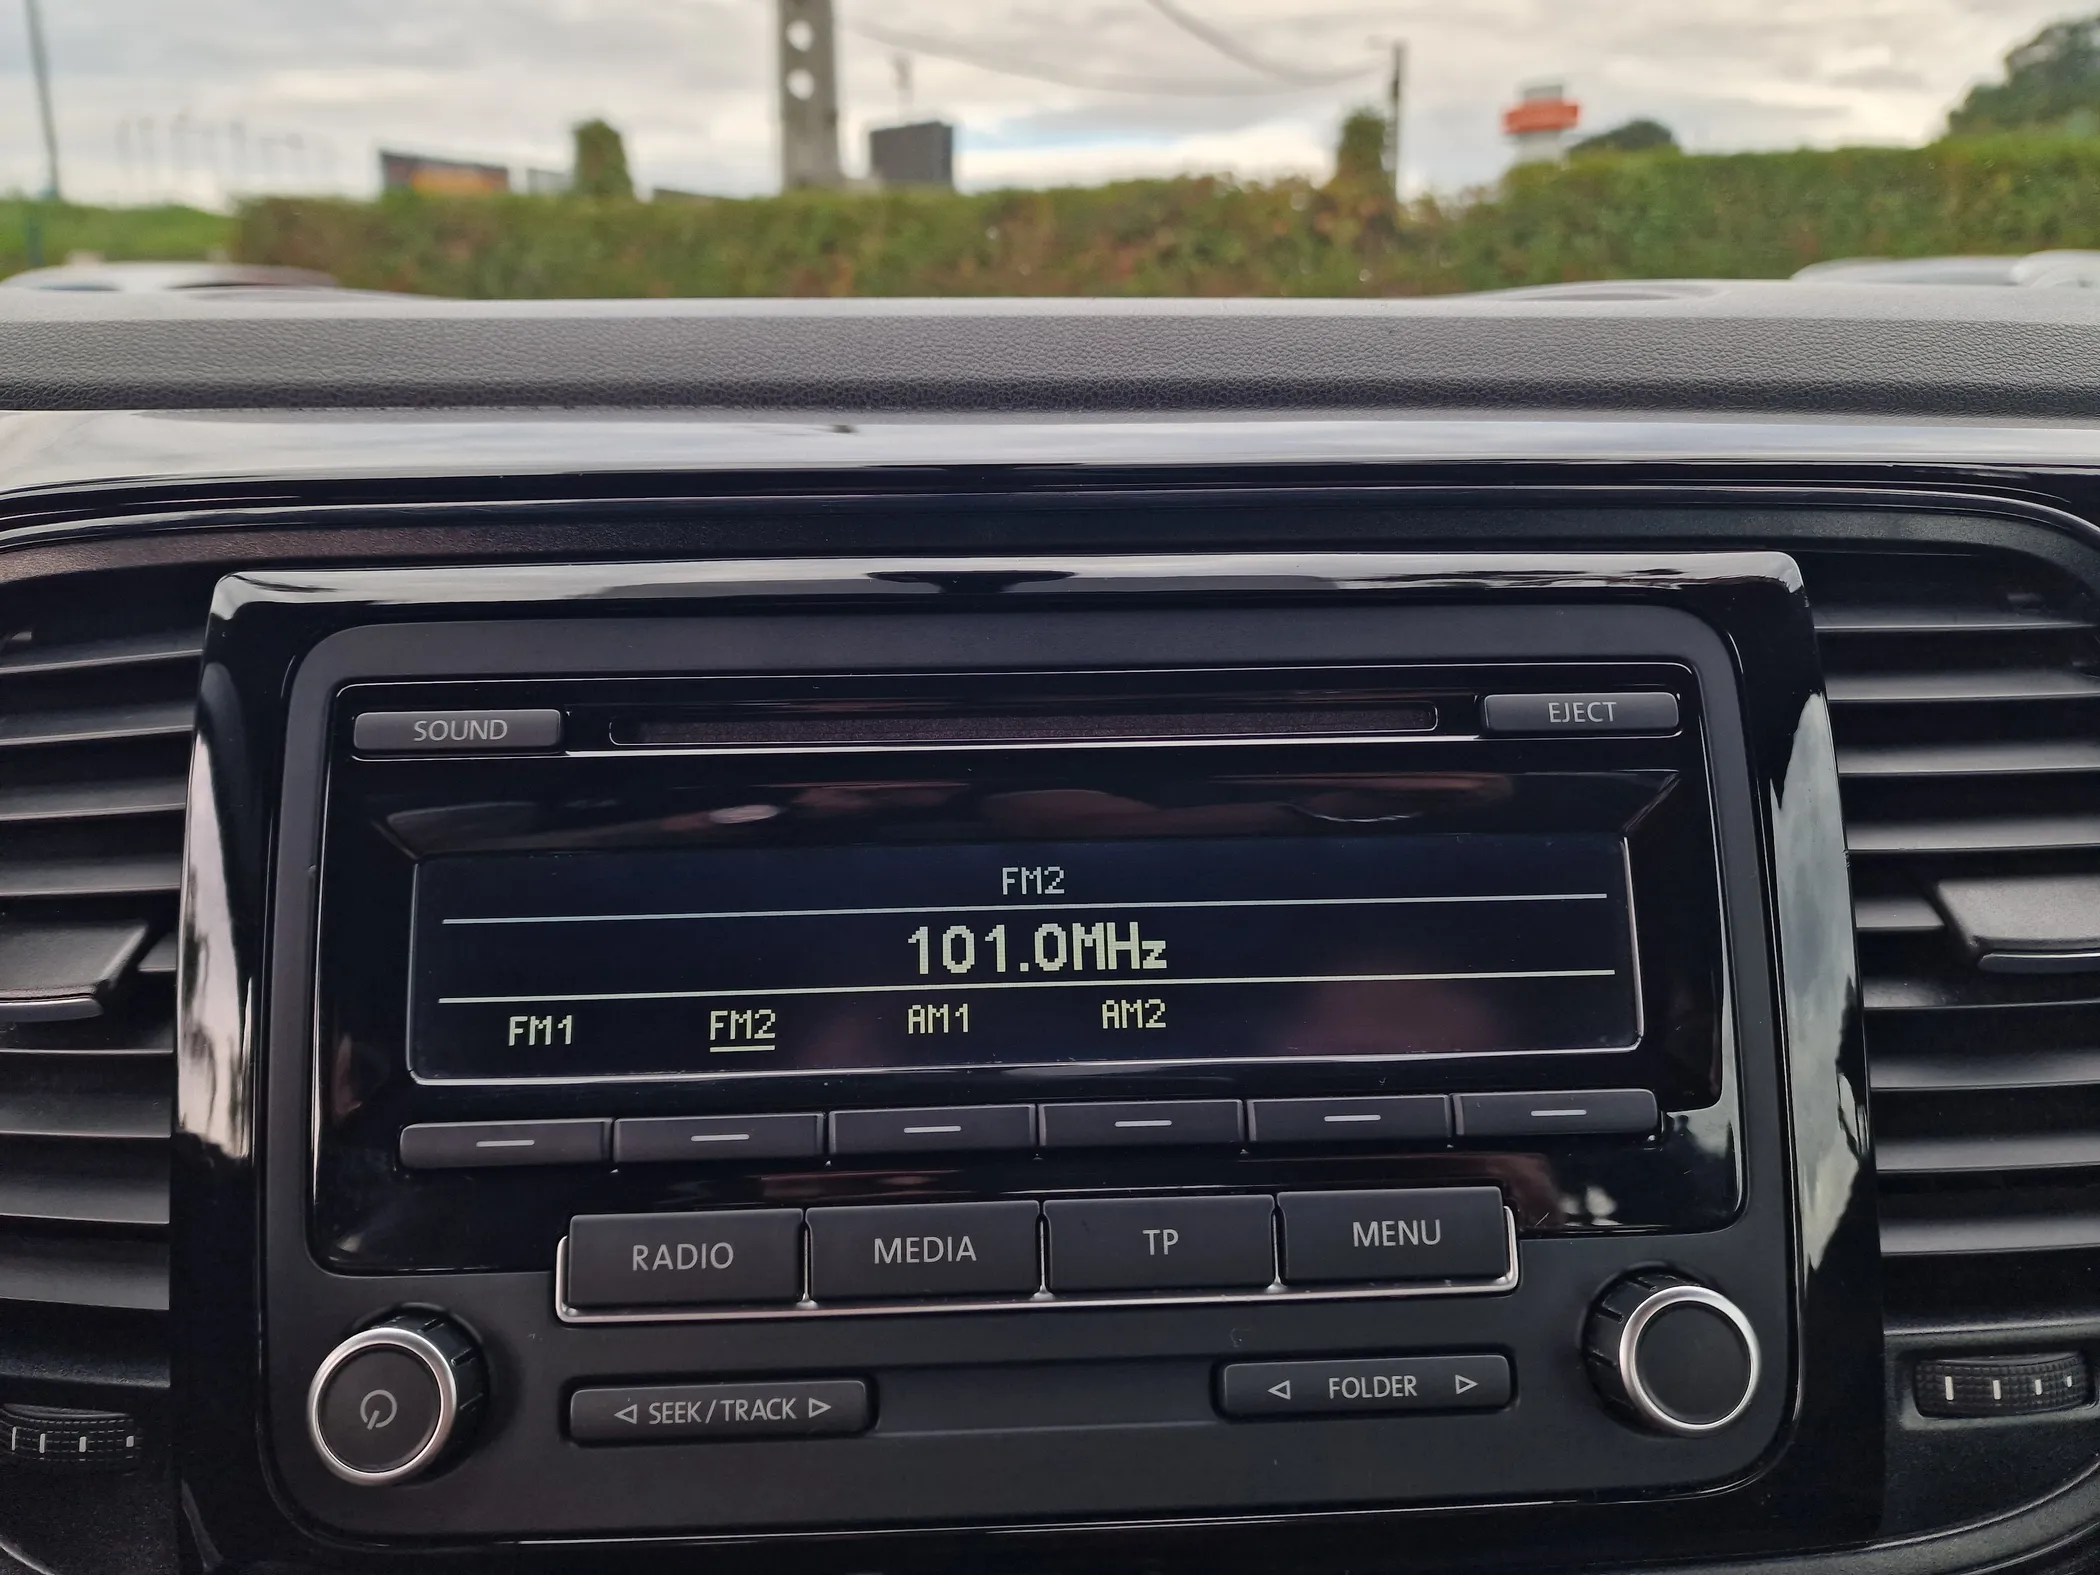 SOUND
EJECT
FM2
101.0MHz
FM1 FM2 AM1 AM2
RADIO MEDIA TP MENU
SEEK/TRACK
FOLDER